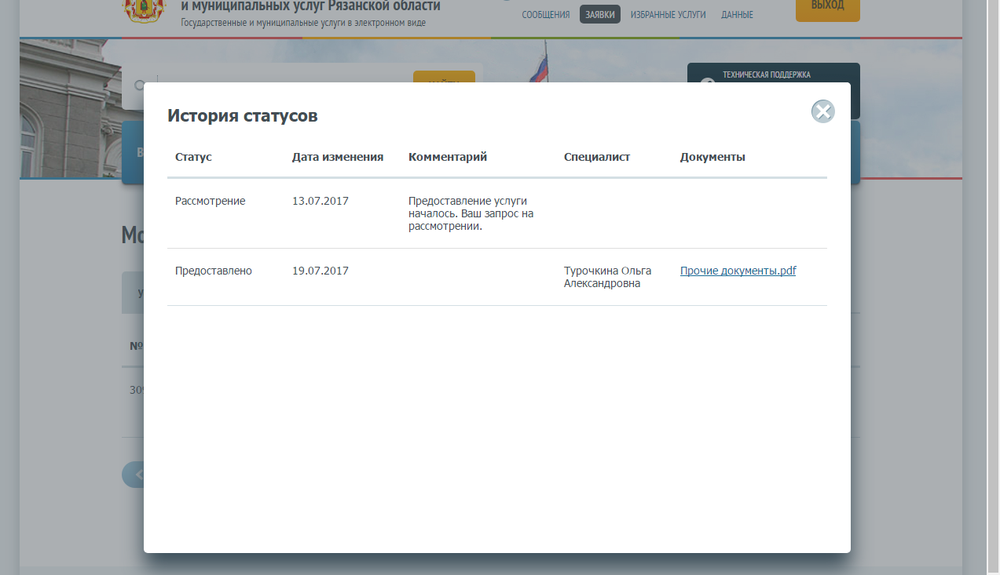 и муниципальных услуг Рязанской области
Государственные и муниципальные услуги в электронном виде
СООБЩЕНИЯ ЗАЯВКИ ИЗБРАННЫЕ УСЛУГИ ДАННЫЕ
ВЫХОД
ТЕХНИЧЕСКАЯ ПОДДЕРЖКА
История статусов
Статус Дата изменения Комментарий Специалист Документы
Рассмотрение 13.07.2017 Предоставление услуги
началось. Ваш запрос на
рассмотрении.
Предоставлено 19.07.2017 Турочкина Ольга Прочие документы.pdf
Александровна
№